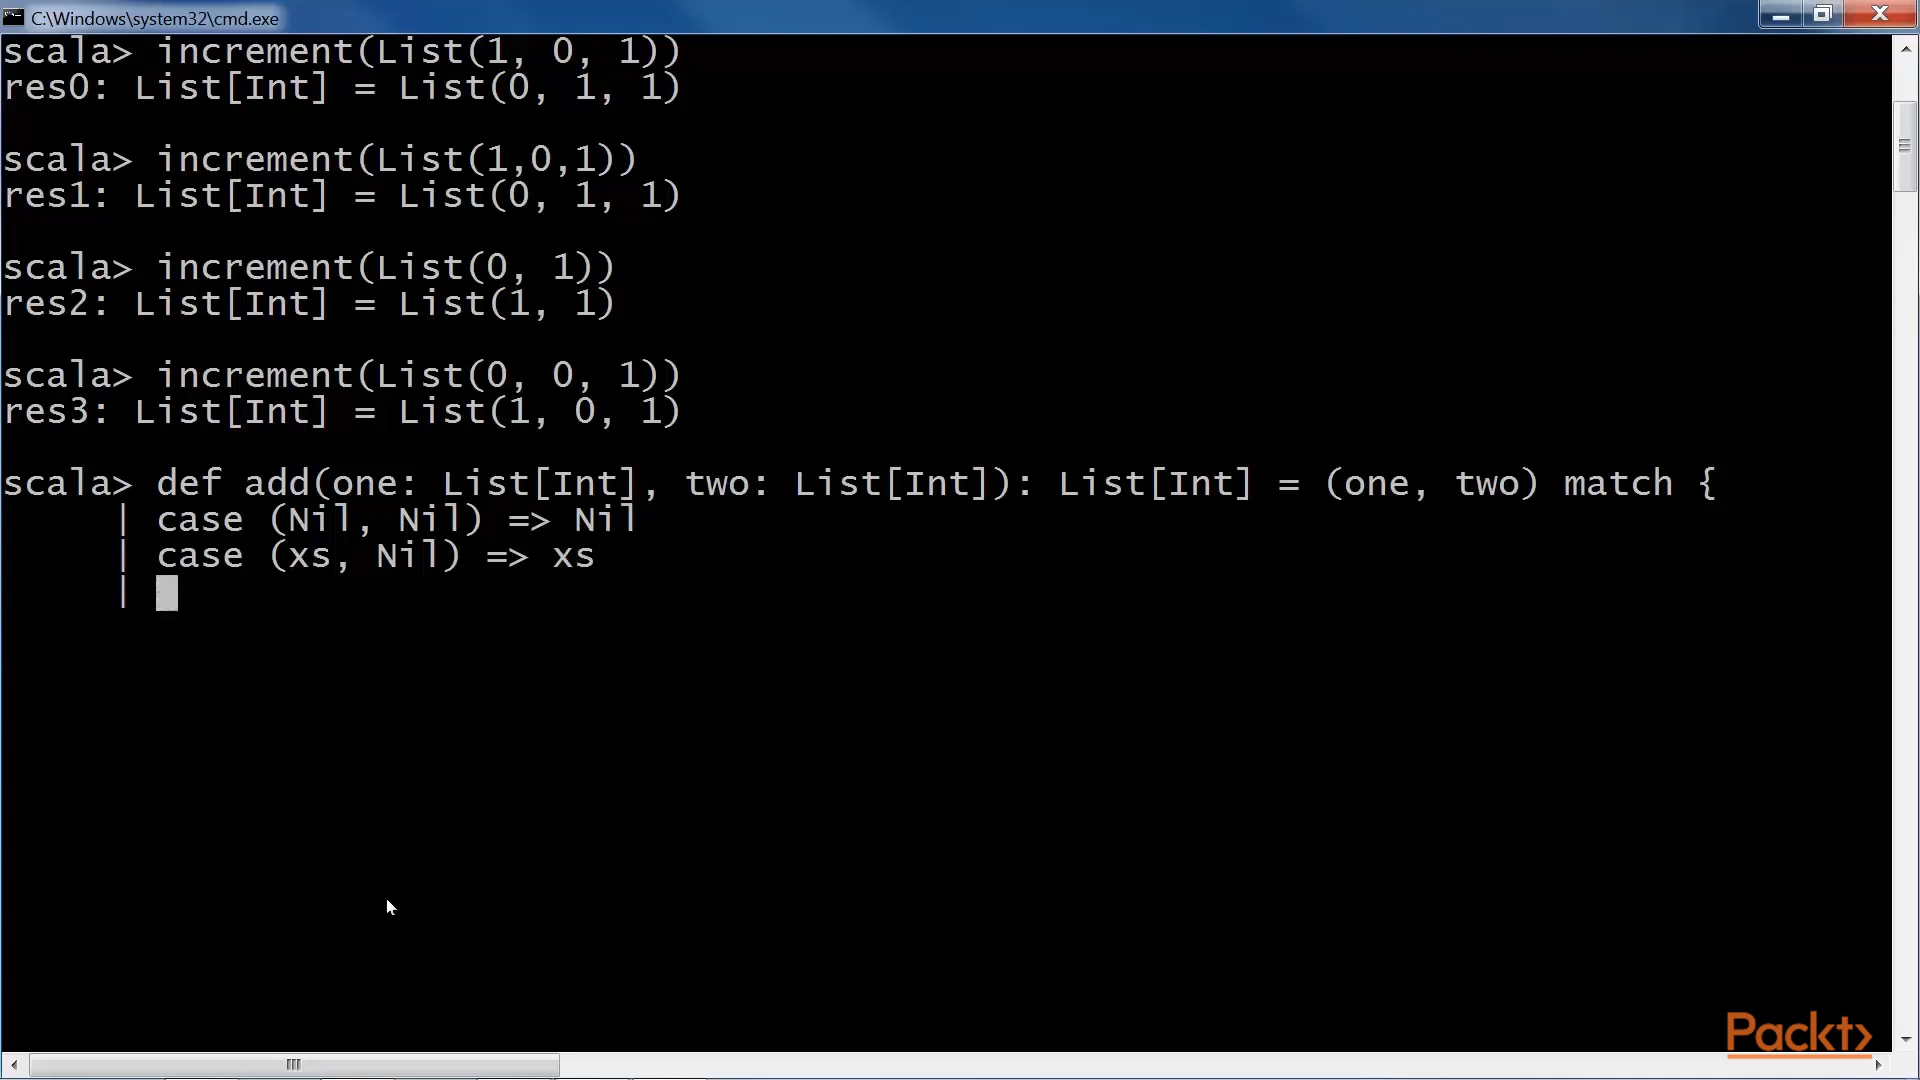 C:\Windows\system32\cmd.exe
scala> increment(List(1, 0, 1))
res0: List[Int] = List(0, 1, 1)
scala> increment(List(1,0,1))
res1: List[Int] = List(0, 1, 1)
scala> increment(List(0, 1))
res2: List[Int] = List(1, 1)
scala> increment(List(0, 0, 1))
res3: List[Int] = List(1, 0, 1)
scala> def add(one: List[Int], two: List[Int]): List[Int] = (one, two) match {
| case (Nil, Nil) => Nil
| case (xs, Nil) => xs
|
Packt>